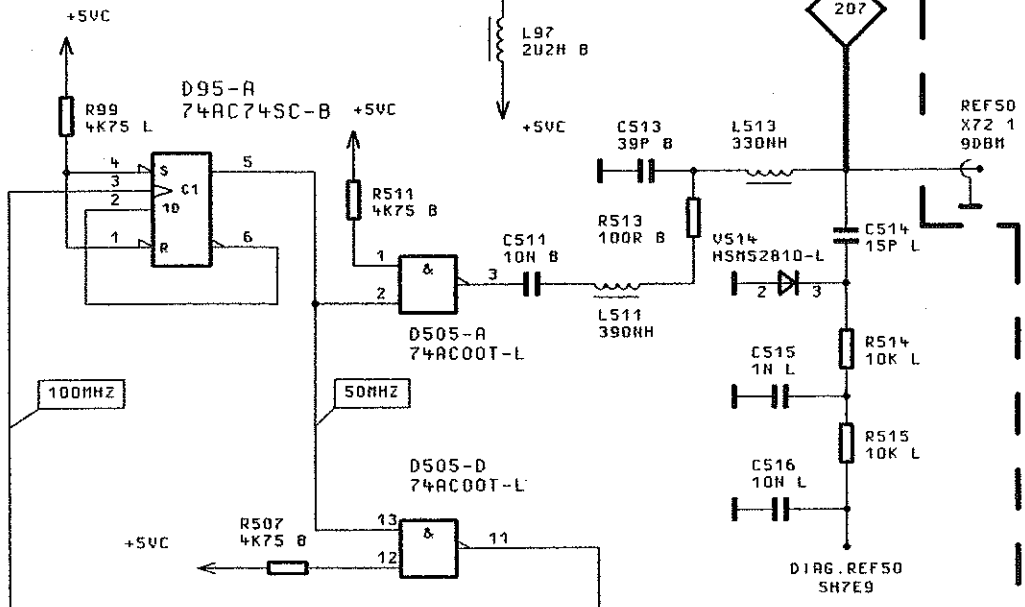 +5VC
207
L97
2U2H B
D95-A
74AC74SC-B
+5VC
R99
4K75 L
+5VC
C513
39P B
L513
330NH
REF50
X72 1
9DBM
4
3
2
1
S
C1
1D
R
5
6
R511
4K75 B
R513
100R B
V514
HSMS2810-L
C514
15P L
C511
10N B
1
2
&
3
2
3
L511
390NH
D505-A
74AC00T-L
R514
10K L
C515
1N L
100MHZ
50MHZ
R515
10K L
D505-D
74AC00T-L
C516
10N L
R507
4K75 B
+5VC
13
12
&
11
DIAG.REF50
SH7E9